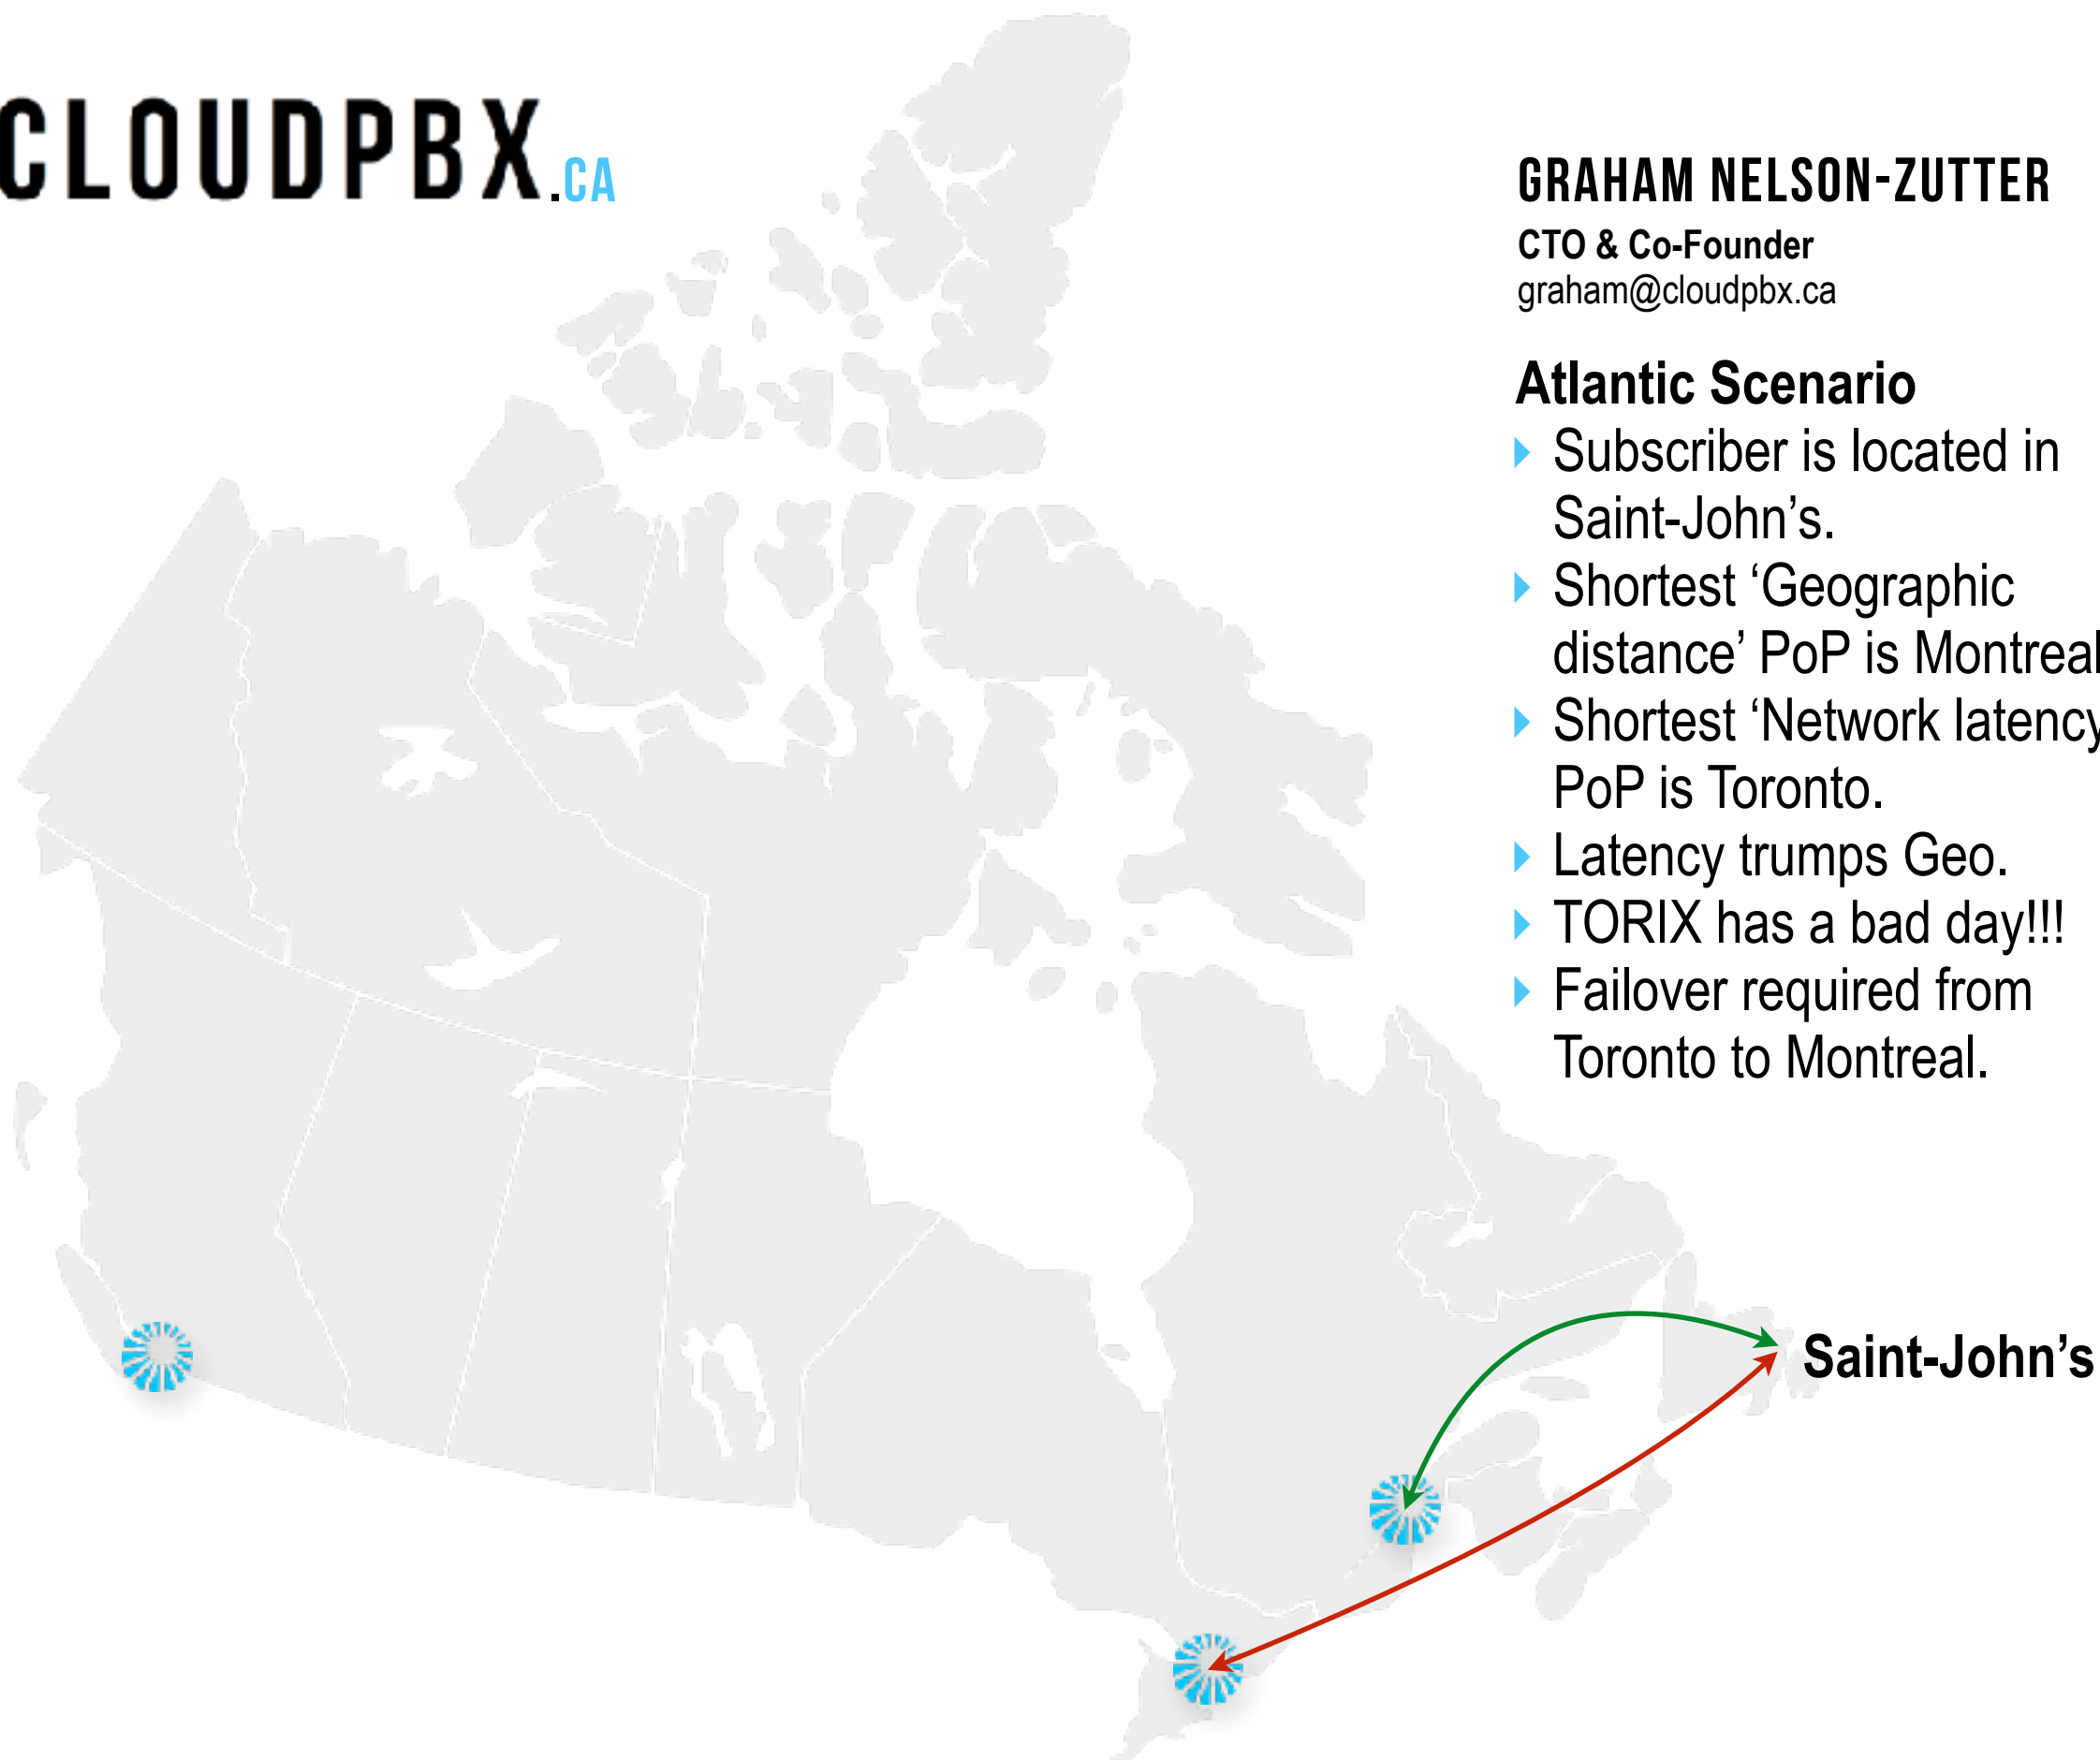 CLOUDPBX.CA
GRAHAM NELSON-ZUTTER
CTO & Co-Founder
graham@cloudpbx.ca
Atlantic Scenario
Subscriber is located in
Saint-John’s.
Shortest ‘Geographic
distance’ PoP is Montreal
Shortest ‘Network latency
PoP is Toronto.
Latency trumps Geo.
TORIX has a bad day!!!
Failover required from
Toronto to Montreal.
Saint-John’s